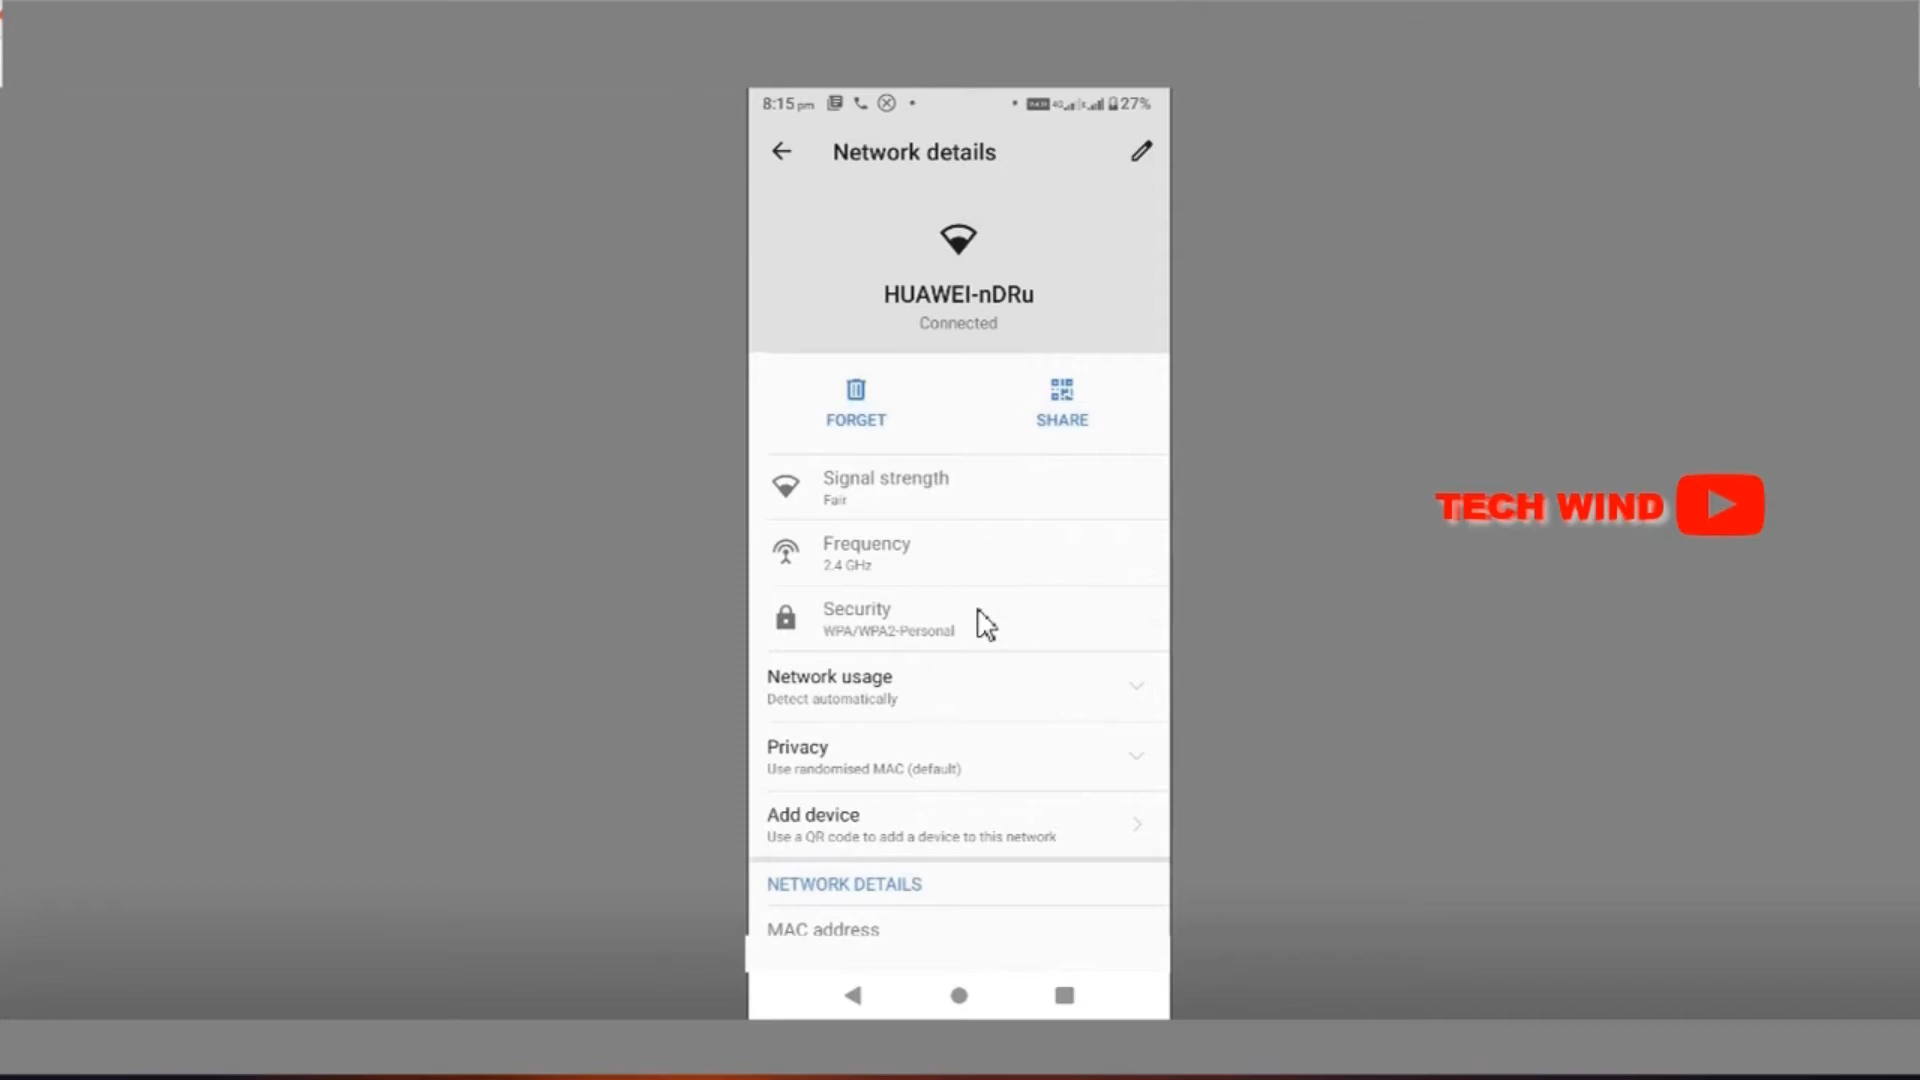 8:15 pm
27%
Network details
HUAWEI-nDRu
Connected
FORGET
SHARE
Signal strength
Fair
Frequency
2.4 GHz
Security
WPA/WPA2-Personal
Network usage
Detect automatically
Privacy
Use randomised MAC (default)
Add device
Use a QR code to add a device to this network
NETWORK DETAILS
MAC address
TECH WIND